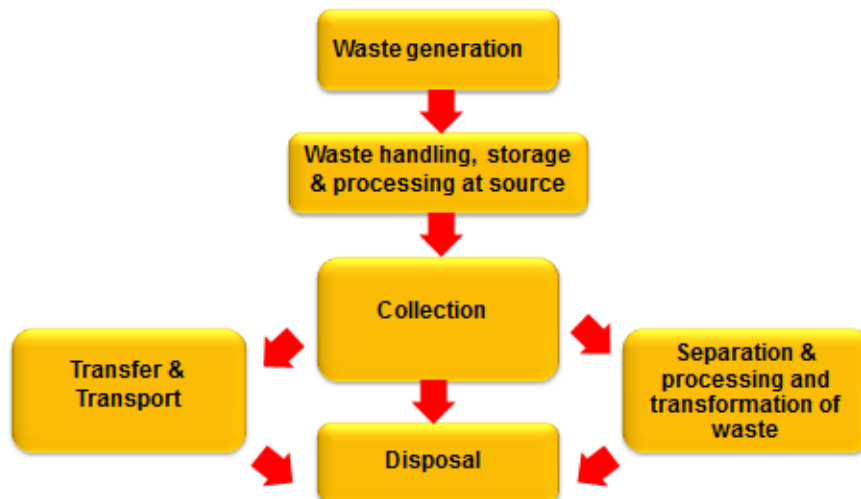 Waste generation
Waste handling, storage
& processing at source
Collection
Transfer &
Transport
Separation &
processing and
transformation of
waste
Disposal